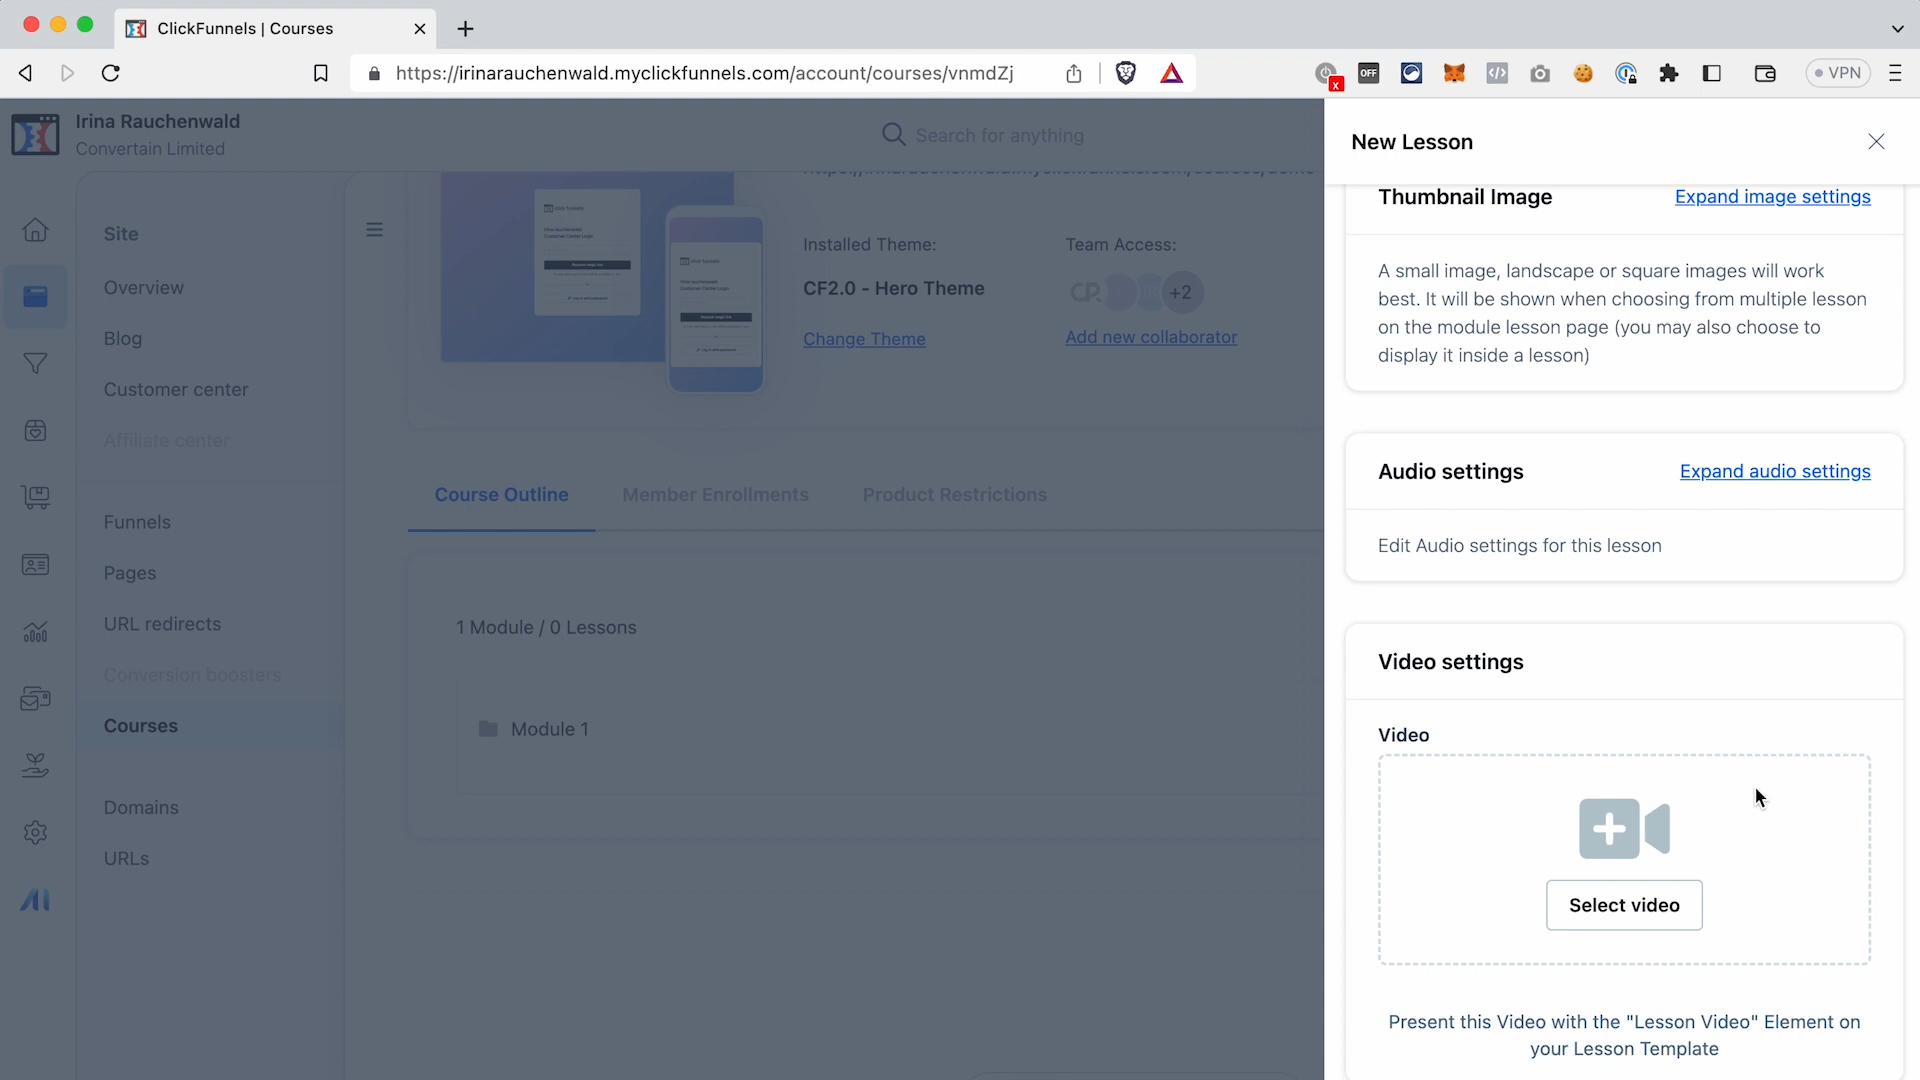 ClickFunnels | Courses
https://irinarauchenwald.myclickfunnels.com/account/courses/vnmdZj
OFF
x
VPN
Irina Rauchenwald
Convertain Limited
Search for anything
New Lesson
Site
Overview
Blog
Customer center
Affiliate center
Funnels
Pages
URL redirects
Conversion boosters
Courses
Domains
URLs
Installed Theme:
CF2.0 - Hero Theme
Change Theme
Team Access:
CP.
+2
Add new collaborator
Course Outline
Member Enrollments
Product Restrictions
1 Module / 0 Lessons
Module 1
Thumbnail Image
Expand image settings
A small image, landscape or square images will work
best. It will be shown when choosing from multiple lesson
on the module lesson page (you may also choose to
display it inside a lesson)
Audio settings
Expand audio settings
Edit Audio settings for this lesson
Video settings
Video
Select video
Present this Video with the "Lesson Video" Element on
your Lesson Template